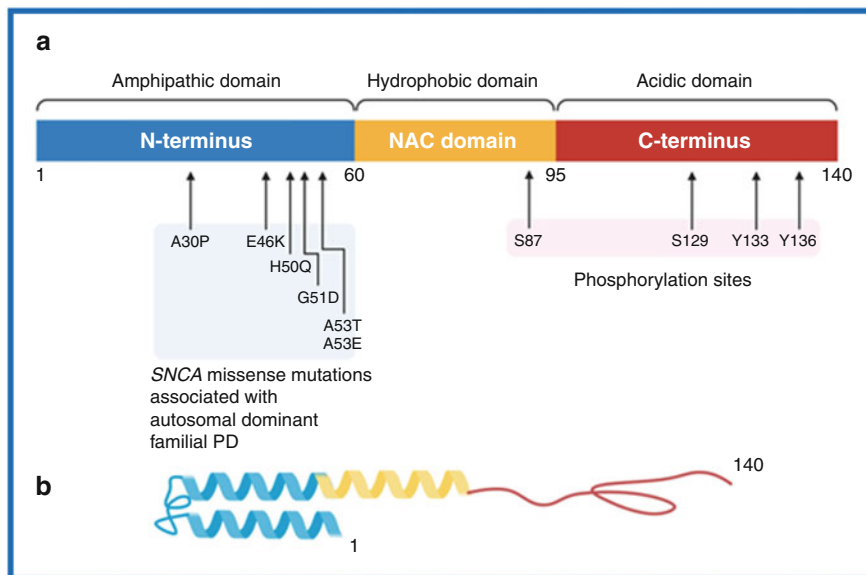 a
Amphipathic domain Hydrophobic domain Acidic domain
N-terminus NAC domain C-terminus
1 60 95 140
A30P E46K S87 S129 Y133 Y136
H50Q
Phosphorylation sites
G51D
A53T
A53E
SNCA missense mutations
associated with
autosomal dominant
familial PD
b
140
1